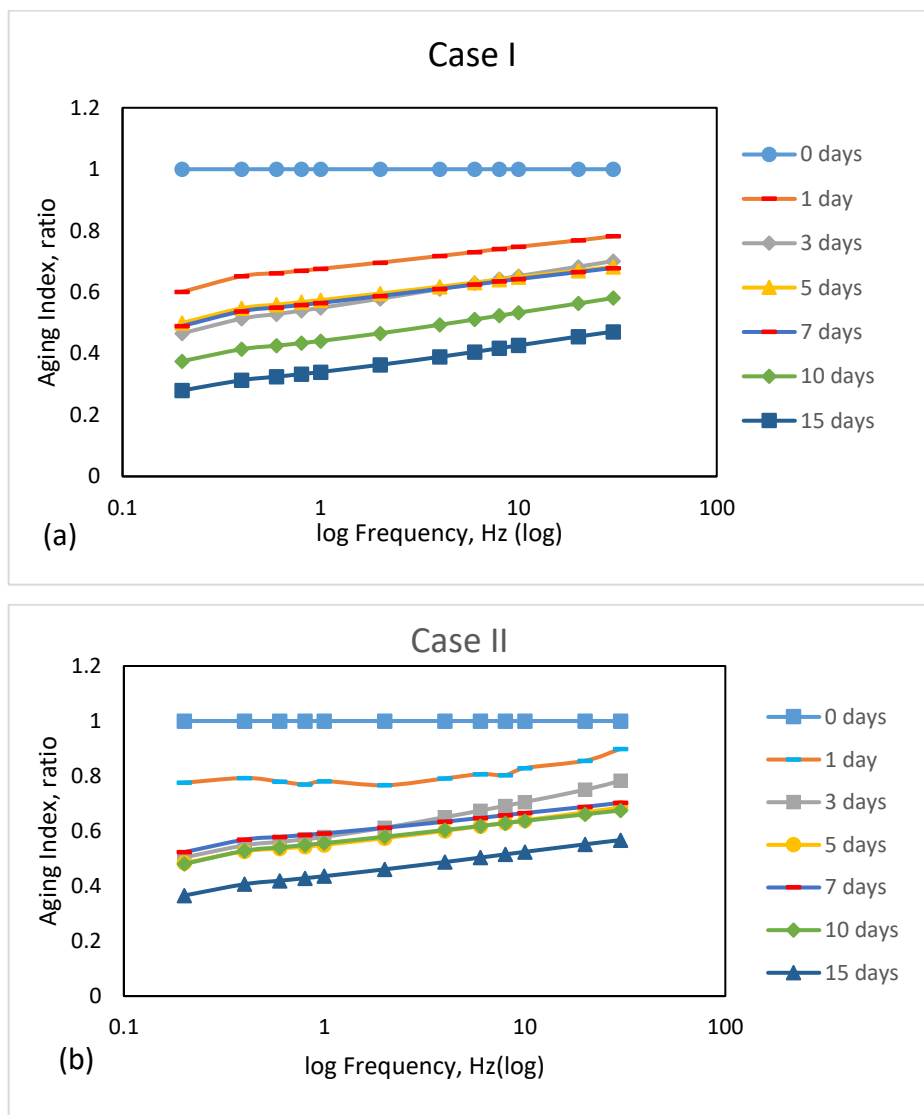 Case I
1.2
1
0.8
0.6
0.4
0.2
0
Aging Index, ratio
0.1
1
10
100
log Frequency, Hz (log)
(a)
0 days
1 day
3 days
5 days
7 days
10 days
15 days
Case II
1.2
1
0.8
0.6
0.4
0.2
0
Aging Index, ratio
0.1
1
10
100
log Frequency, Hz(log)
(b)
0 days
1 day
3 days
5 days
7 days
10 days
15 days